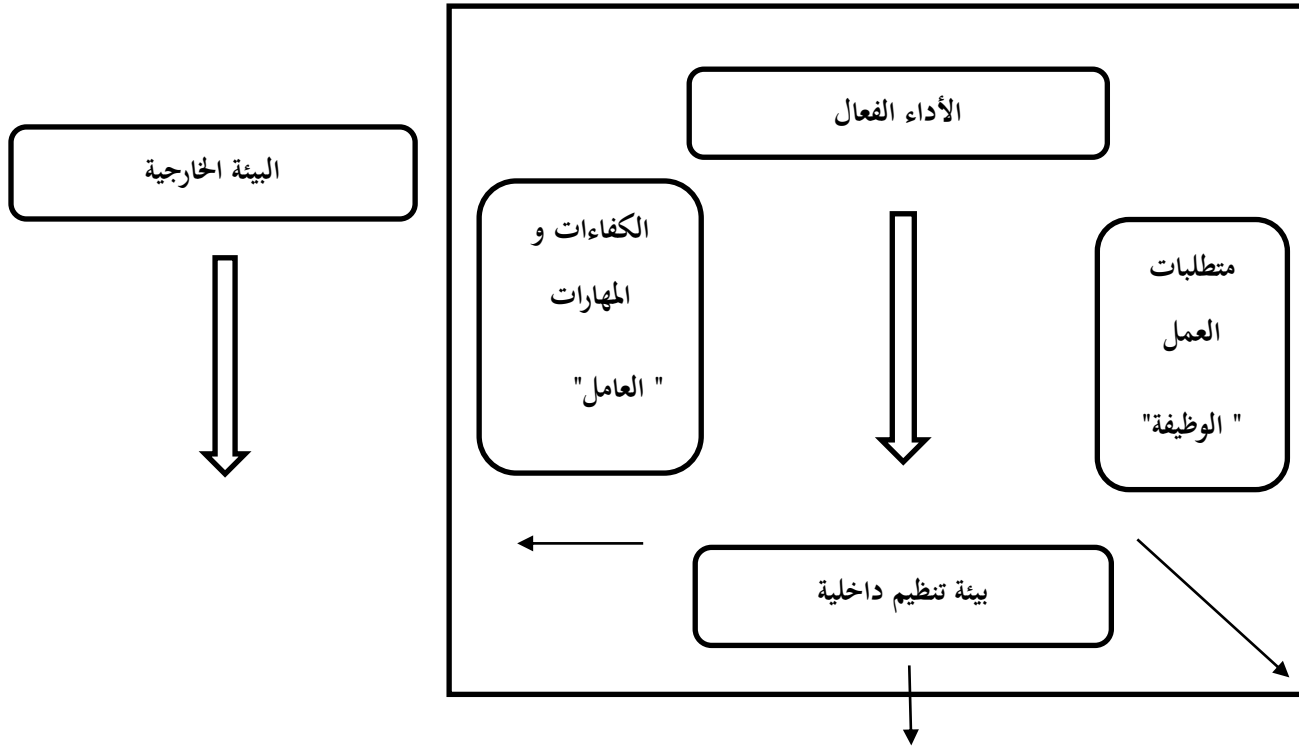 الأداء الفعال
البيئة الخارجية
متطلبات
العمل
" الوظيفة"
الكفاءات و
المهارات
" العامل"
بيئة تنظيم داخلية